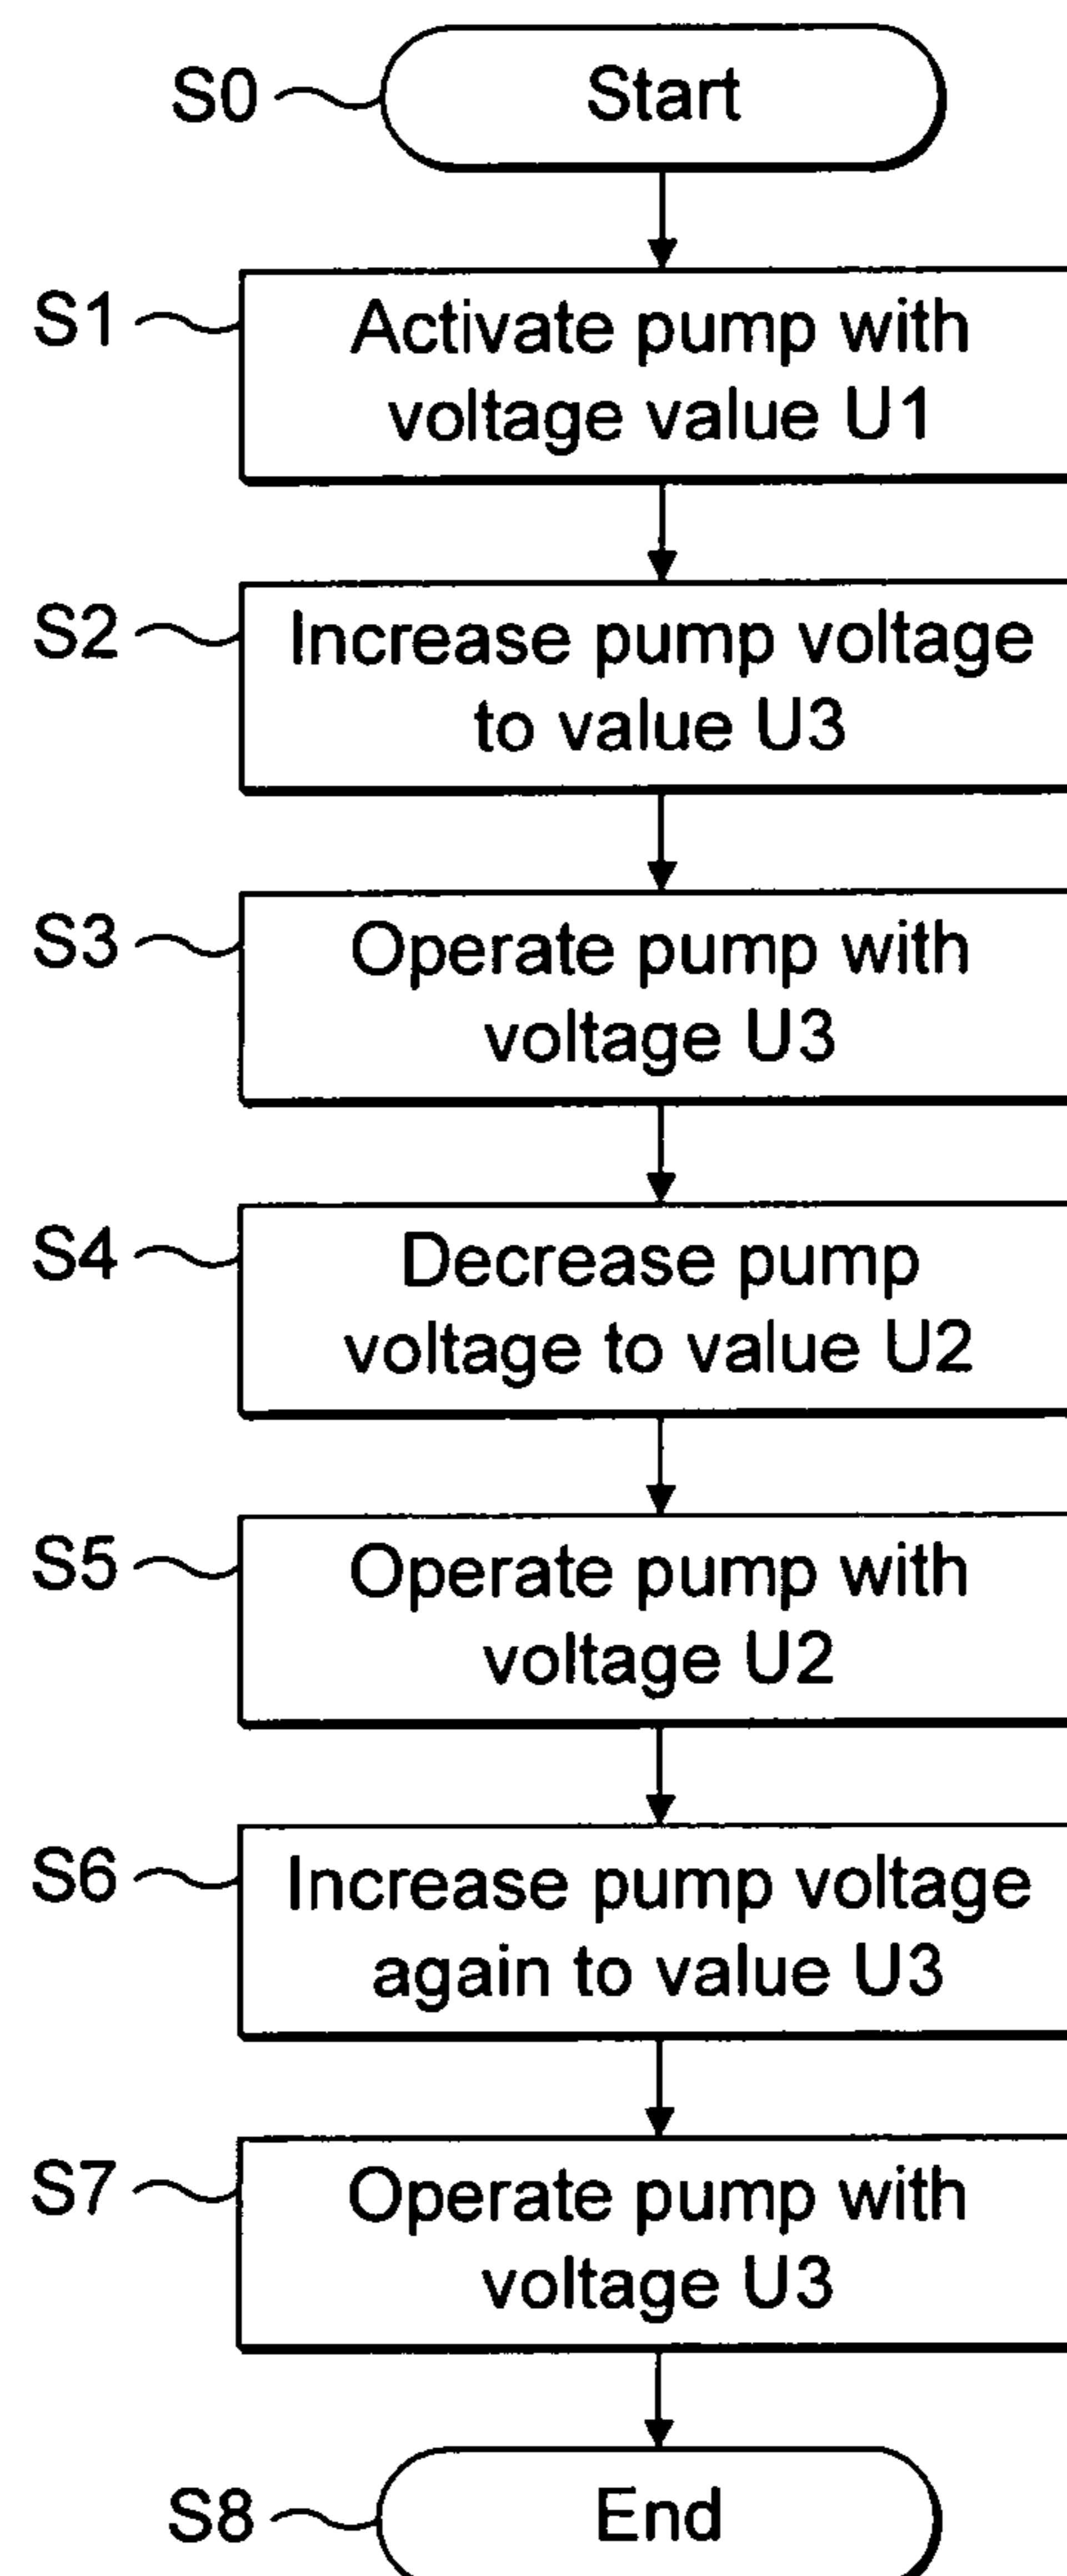 S0
Start
S1
Activate pump with
voltage value U1
S2
Increase pump voltage
to value U3
S3
Operate pump with
voltage U3
S4
Decrease pump
voltage to value U2
S5
Operate pump with
voltage U2
S6
Increase pump voltage
again to value U3
S7
Operate pump with
voltage U3
S8
End